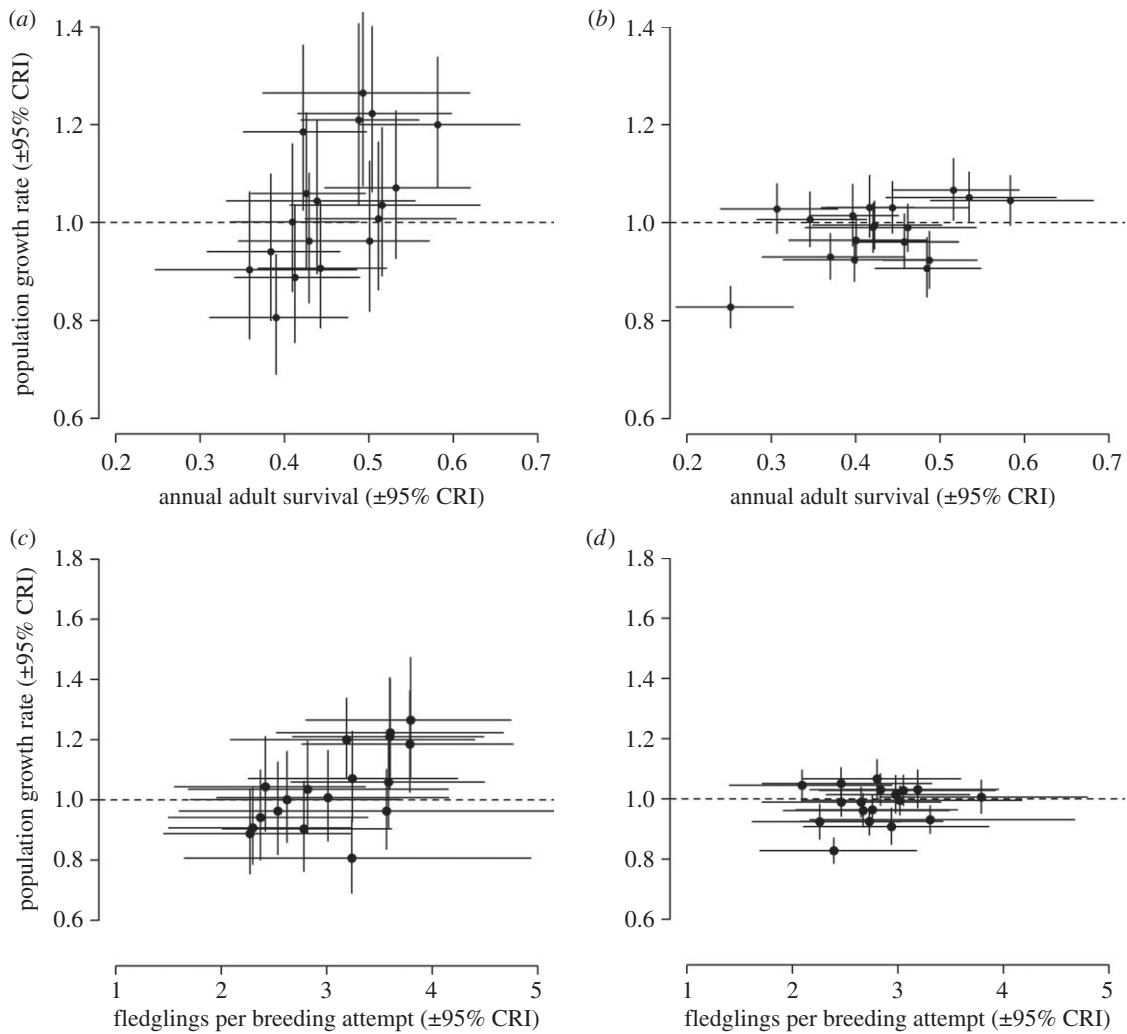 (a)
(b)
population growth rate (±95% CRI)
1.4
1.2
1.0
0.8
0.6
1.4
1.2
1.0
0.8
0.6
0.2 0.3 0.4 0.5 0.6 0.7
0.2 0.3 0.4 0.5 0.6 0.7
annual adult survival (±95% CRI)
annual adult survival (±95% CRI)
(c)
(d)
population growth rate (±95% CRI)
1.8
1.6
1.4
1.2
1.0
0.8
0.6
1.8
1.6
1.4
1.2
1.0
0.8
0.6
1 2 3 4 5
1 2 3 4 5
fledglings per breeding attempt (±95% CRI)
fledglings per breeding attempt (±95% CRI)